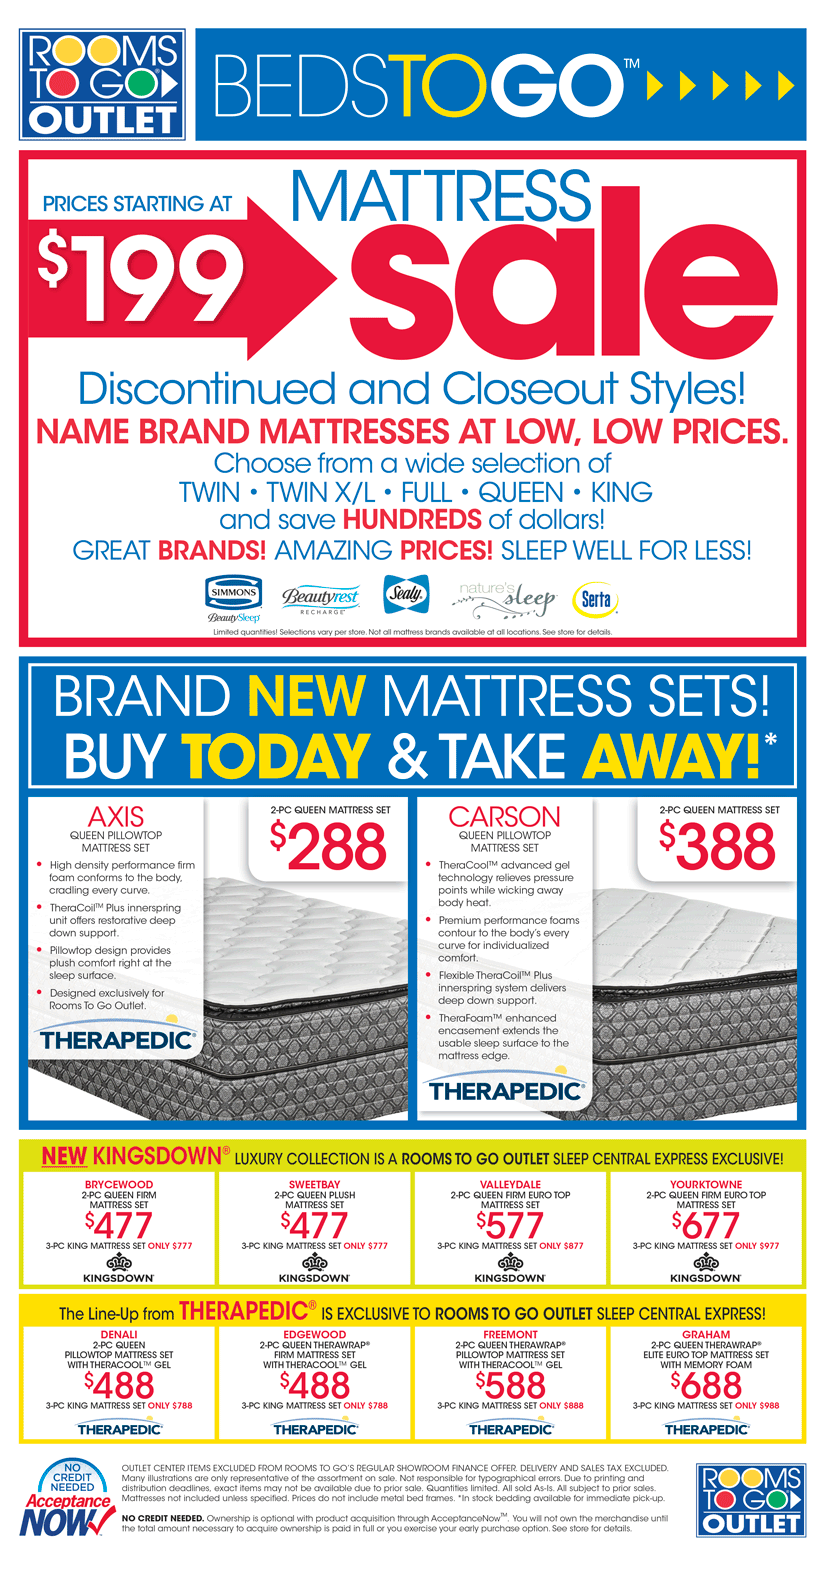 ROOMS
TO GO®
OUTLET
BEDSTOGO™
PRICES STARTING AT
$199
MATTRESS
sale
Discontinued and Closeout Styles!
NAME BRAND MATTRESSES AT LOW, LOW PRICES.
Choose from a wide selection of
TWIN • TWIN X/L • FULL • QUEEN • KING
and save HUNDREDS of dollars!
GREAT BRANDS! AMAZING PRICES! SLEEP WELL FOR LESS!
SIMMONS
BeautySleep
Beautyrest
RECHARGE
Sealy
nature's
sleep
Serta
Limited quantities! Selections vary per store. Not all mattress brands available at all locations. See store for details.
BRAND NEW MATTRESS SETS!
BUY TODAY & TAKE AWAY!*
AXIS
QUEEN PILLOWTOP
MATTRESS SET
• High density performance firm
foam conforms to the body,
cradling every curve.
• TheraCoil™ Plus innerspring
unit offers restorative deep
down support.
• Pillowtop design provides
plush comfort right at the
sleep surface.
• Designed exclusively for
Rooms To Go Outlet.
THERAPEDIC®
2-PC QUEEN MATTRESS SET
$288
CARSON
QUEEN PILLOWTOP
MATTRESS SET
• TheraCool™ advanced gel
technology relieves pressure
points while wicking away
body heat.
• Premium performance foams
contour to the body's every
curve for individualized
comfort.
• Flexible TheraCoil™ Plus
innerspring system delivers
deep down support.
• TheraFoam™ enhanced
encasement extends the
usable sleep surface to the
mattress edge.
THERAPEDIC®
2-PC QUEEN MATTRESS SET
$388
NEW KINGSDOWN® LUXURY COLLECTION IS A ROOMS TO GO OUTLET SLEEP CENTRAL EXPRESS EXCLUSIVE!
BRYCEWOOD
2-PC QUEEN FIRM
MATTRESS SET
$477
3-PC KING MATTRESS SET ONLY $777
KINGSDOWN
SWEETBAY
2-PC QUEEN PLUSH
MATTRESS SET
$477
3-PC KING MATTRESS SET ONLY $777
KINGSDOWN
VALLEYDALE
2-PC QUEEN FIRM EURO TOP
MATTRESS SET
$577
3-PC KING MATTRESS SET ONLY $877
KINGSDOWN
YOURKTOWNE
2-PC QUEEN FIRM EURO TOP
MATTRESS SET
$677
3-PC KING MATTRESS SET ONLY $977
KINGSDOWN
The Line-Up from THERAPEDIC® IS EXCLUSIVE TO ROOMS TO GO OUTLET SLEEP CENTRAL EXPRESS!
DENALI
2-PC QUEEN
PILLOWTOP MATTRESS SET
WITH THERACOOL™ GEL
$488
3-PC KING MATTRESS SET ONLY $788
THERAPEDIC
EDGEWOOD
2-PC QUEEN THERAWRAP®
FIRM MATTRESS SET
WITH THERACOOL™ GEL
$488
3-PC KING MATTRESS SET ONLY $788
THERAPEDIC
FREEMONT
2-PC QUEEN THERAWRAP®
PILLOWTOP MATTRESS SET
WITH THERACOOL™ GEL
$588
3-PC KING MATTRESS SET ONLY $888
THERAPEDIC
GRAHAM
2-PC QUEEN THERAWRAP®
ELITE EURO TOP MATTRESS SET
WITH MEMORY FOAM
$688
3-PC KING MATTRESS SET ONLY $988
THERAPEDIC
NO
CREDIT
NEEDED
Acceptance
NOW
OUTLET CENTER ITEMS EXCLUDED FROM ROOMS TO GO'S REGULAR SHOWROOM FINANCE OFFER. DELIVERY AND SALES TAX EXCLUDED.
Many illustrations are only representative of the assortment on sale. Not responsible for typographical errors. Due to printing and
distribution deadlines, exact items may not be available due to prior sale. Quantities limited. All sold As-Is. All subject to prior sales.
Mattresses not included unless specified. Prices do not include metal bed frames. *In stock bedding available for immediate pick-up.
NO CREDIT NEEDED. Ownership is optional with product acquisition through AcceptanceNow™. You will not own the merchandise until
the total amount necessary to acquire ownership is paid in full or you exercise your early purchase option. See store for details.
ROOMS
TO GO
OUTLET